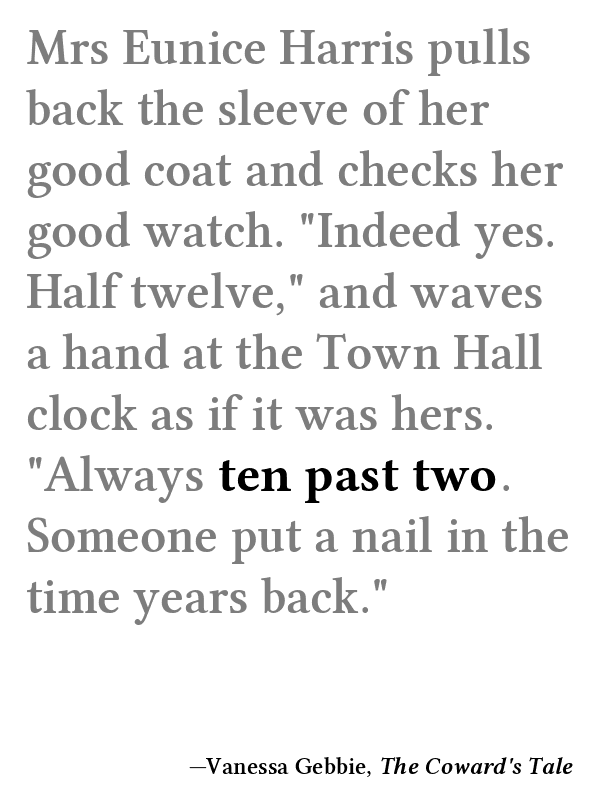 Mrs Eunice Harris pulls
back the sleeve of her
good coat and checks her
good watch. "Indeed yes.
Half twelve," and waves
a hand at the Town Hall
clock as if it was hers.
"Always ten past two.
Someone put a nail in the
time years back."
—Vanessa Gebbie, The Coward's Tale